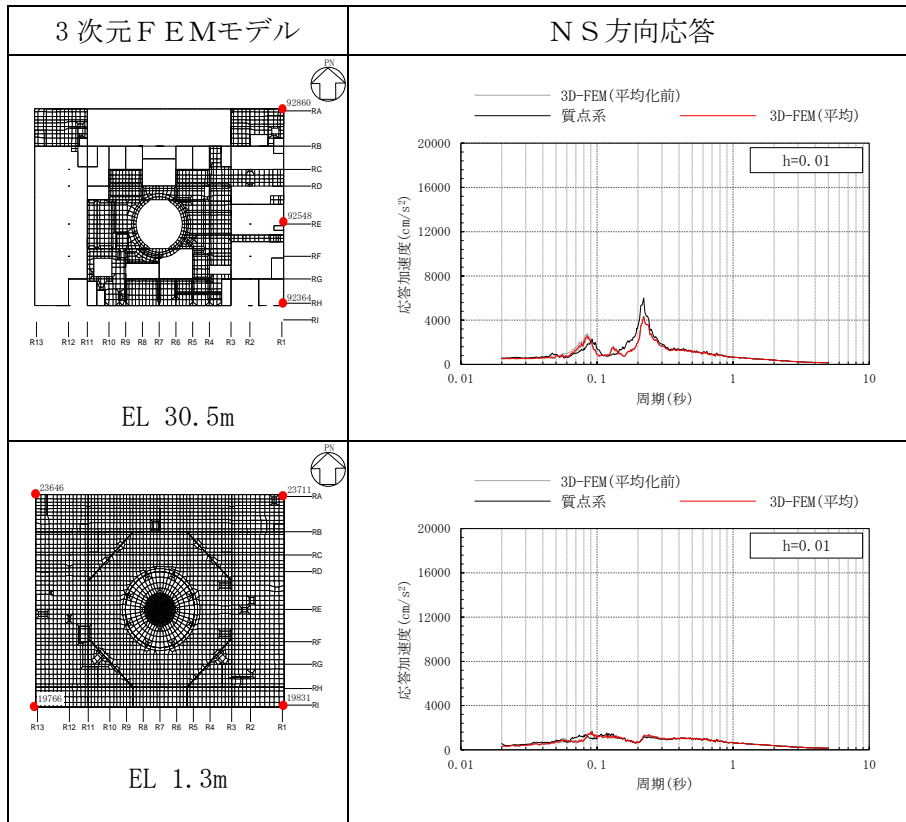 3次元FEMモデル
NS方向応答
PN
92860
RA
RB
RC
RD
92548
RE
RF
RG
92364
RH
RI
R13 R12 R11 R10 R9 R8 R7 R6 R5 R4 R3 R2 R1
EL 30.5m
3D-FEM(平均化前)
質点系 3D-FEM(平均)
h=0.01
応答加速度(cm/s²)
20000
16000
12000
8000
4000
0
0.01 0.1 1 10
周期(秒)
PN
23646
23711
RA
RB
RC
RD
RE
RF
RG
RH
19766
19831
RI
R13 R12 R11 R10 R9 R8 R7 R6 R5 R4 R3 R2 R1
EL 1.3m
3D-FEM(平均化前)
質点系 3D-FEM(平均)
h=0.01
応答加速度(cm/s²)
20000
16000
12000
8000
4000
0
0.01 0.1 1 10
周期(秒)